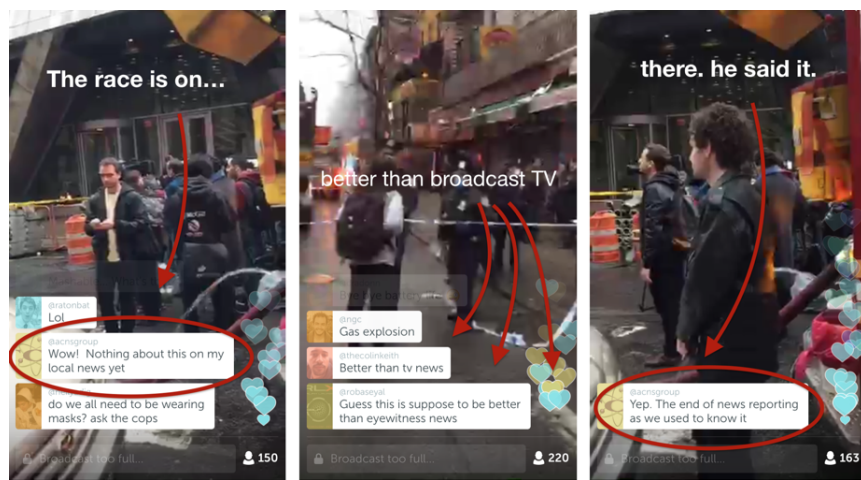 The race is on...
@ratonbat
Lol
@acnsgroup
Wow! Nothing about this on my
local news yet
do we all need to be wearing
masks? ask the cops
Broadcast too full...
150
better than broadcast TV
@ngc
Gas explosion
@thecolinkeith
Better than tv news
@robaseyal
Guess this is suppose to be better
than eyewitness news
Broadcast too full...
220
there. he said it.
@acnsgroup
Yep. The end of news reporting
as we used to know it
Broadcast too full...
163